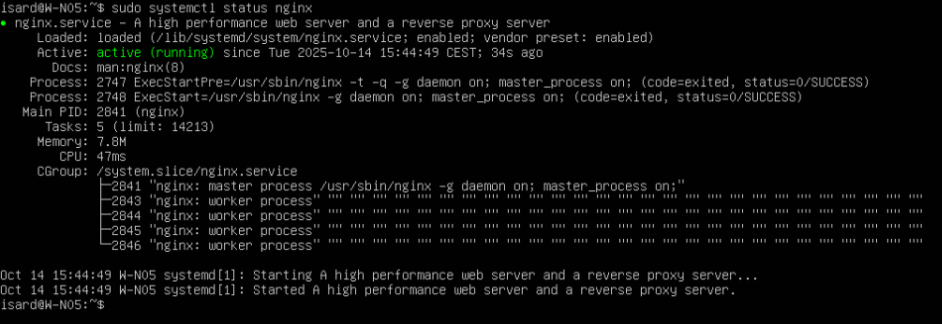 isard@W-N05:~$ sudo systemctl status nginx
● nginx.service - A high performance web server and a reverse proxy server
Loaded: loaded (/lib/systemd/system/nginx.service; enabled; vendor preset: enabled)
Active: active (running) since Tue 2025-10-14 15:44:49 CEST; 34s ago
Docs: man:nginx(8)
Process: 2747 ExecStartPre=/usr/sbin/nginx -t -q -g daemon on; master_process on; (code=exited, status=0/SUCCESS)
Process: 2748 ExecStart=/usr/sbin/nginx -g daemon on; master_process on; (code=exited, status=0/SUCCESS)
Main PID: 2841 (nginx)
Tasks: 5 (limit: 14213)
Memory: 7.8M
CPU: 47ms
CGroup: /system.slice/nginx.service
├─2841 "nginx: master process /usr/sbin/nginx -g daemon on; master_process on;"
├─2843 "nginx: worker process" "" "" "" "" "" "" "" "" "" "" "" "" "" "" "" "" "" "" "" "" "" "" "" "" "" ""
├─2844 "nginx: worker process" "" "" "" "" "" "" "" "" "" "" "" "" "" "" "" "" "" "" "" "" "" "" "" "" "" ""
├─2845 "nginx: worker process" "" "" "" "" "" "" "" "" "" "" "" "" "" "" "" "" "" "" "" "" "" "" "" "" "" ""
└─2846 "nginx: worker process" "" "" "" "" "" "" "" "" "" "" "" "" "" "" "" "" "" "" "" "" "" "" "" "" "" ""
Oct 14 15:44:49 W-N05 systemd[1]: Starting A high performance web server and a reverse proxy server...
Oct 14 15:44:49 W-N05 systemd[1]: Started A high performance web server and a reverse proxy server.
isard@W-N05:~$